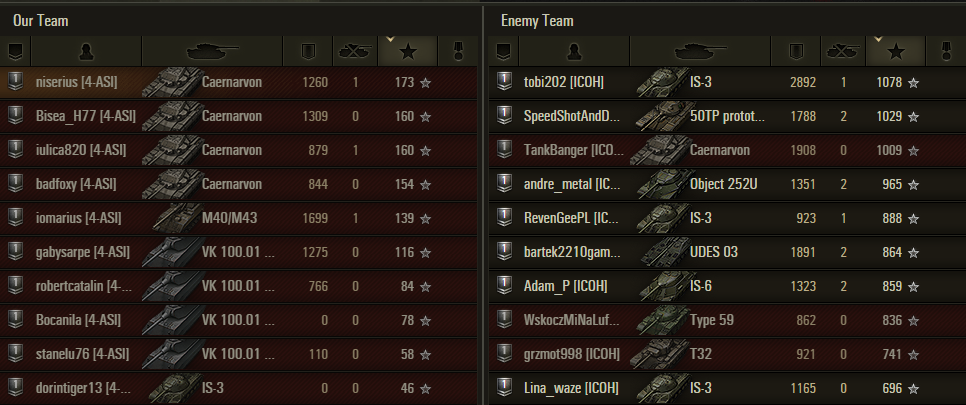 Our Team
niserius [4-ASI] Caernarvon 1260 1 173
Bisea_H77 [4-ASI] Caernarvon 1309 0 160
iulica820 [4-ASI] Caernarvon 879 1 160
badfoxy [4-ASI] Caernarvon 844 0 154
iomarius [4-ASI] M40/M43 1699 1 139
gabysarpe [4-ASI] VK 100.01 ... 1275 0 116
robertcatalin [4-... VK 100.01 ... 766 0 84
Bocanila [4-ASI] VK 100.01 ... 0 0 78
stanelu76 [4-ASI] VK 100.01 ... 110 0 58
dorintiger13 [4-... IS-3 0 0 46
Enemy Team
tobi202 [ICOH] IS-3 2892 1 1078
SpeedShotAndD... 50TP protot... 1788 2 1029
TankBanger [ICO... Caernarvon 1908 0 1009
andre_metal [IC... Object 252U 1351 2 965
RevenGeePL [IC... IS-3 923 1 888
bartek2210gam... UDES 03 1891 2 864
Adam_P [ICOH] IS-6 1323 2 859
WskoczMiNaLuf... Type 59 862 0 836
grzmot998 [ICOH] T32 921 0 741
Lina_waze [ICOH] IS-3 1165 0 696